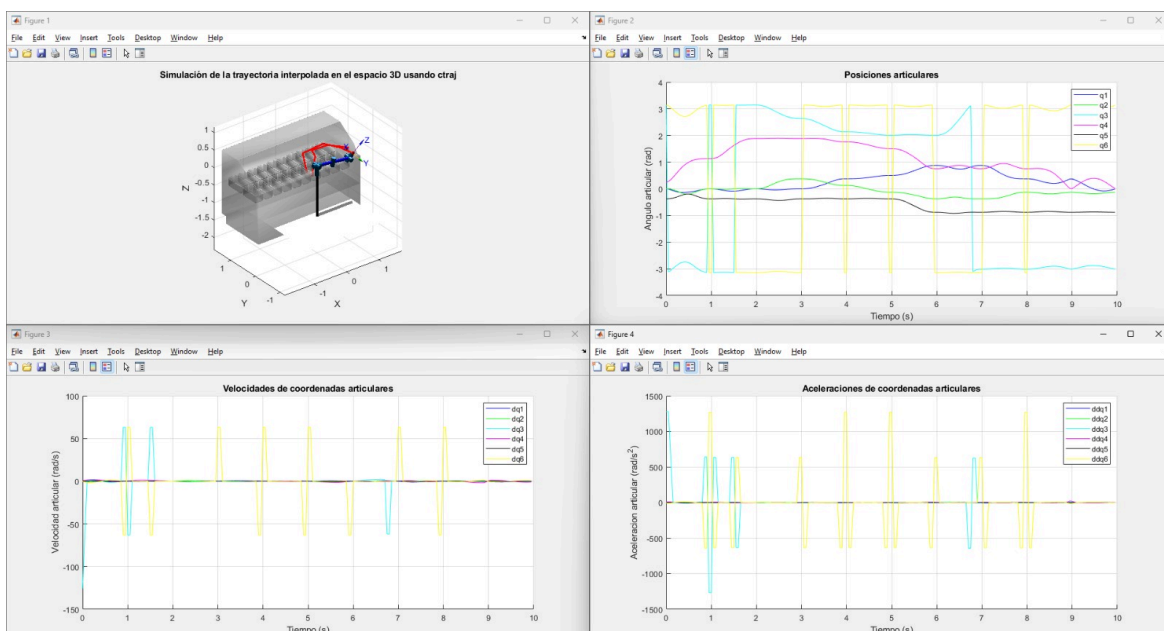 Figure 1
File Edit View Insert Tools Desktop Window Help
Simulación de la trayectoria interpolada en el espacio 3D usando ctraj
1
0.5
0
-0.5
-1
-1.5
-2
Z
1
0
-1
Y
-1
0
1
X
X
Z
Y
Figure 2
File Edit View Insert Tools Desktop Window Help
Posiciones articulares
4
3
2
1
0
-1
-2
-3
-4
Angulo articular (rad)
0 1 2 3 4 5 6 7 8 9 10
Tiempo (s)
q1
q2
q3
q4
q5
q6
Figure 3
File Edit View Insert Tools Desktop Window Help
Velocidades de coordenadas articulares
100
50
0
-50
-100
-150
Velocidad articular (rad/s)
0 1 2 3 4 5 6 7 8 9 10
Tiempo (s)
dq1
dq2
dq3
dq4
dq5
dq6
Figure 4
File Edit View Insert Tools Desktop Window Help
Aceleraciones de coordenadas articulares
1500
1000
500
0
-500
-1000
-1500
Aceleracion articular (rad/s²)
0 1 2 3 4 5 6 7 8 9 10
Tiempo (s)
ddq1
ddq2
ddq3
ddq4
ddq5
ddq6